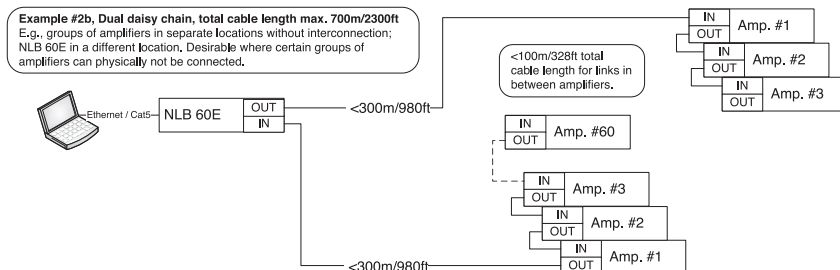 Example #2b, Dual daisy chain, total cable length max. 700m/2300ft
E.g., groups of amplifiers in separate locations without interconnection;
NLB 60E in a different location. Desirable where certain groups of
amplifiers can physically not be connected.
IN
OUT
Amp. #1
IN
OUT
Amp. #2
IN
OUT
Amp. #3
<100m/328ft total
cable length for links in
between amplifiers.
Ethernet / Cat5
NLB 60E
OUT
IN
<300m/980ft
IN
OUT
Amp. #60
IN
OUT
Amp. #3
IN
OUT
Amp. #2
IN
OUT
Amp. #1
<300m/980ft